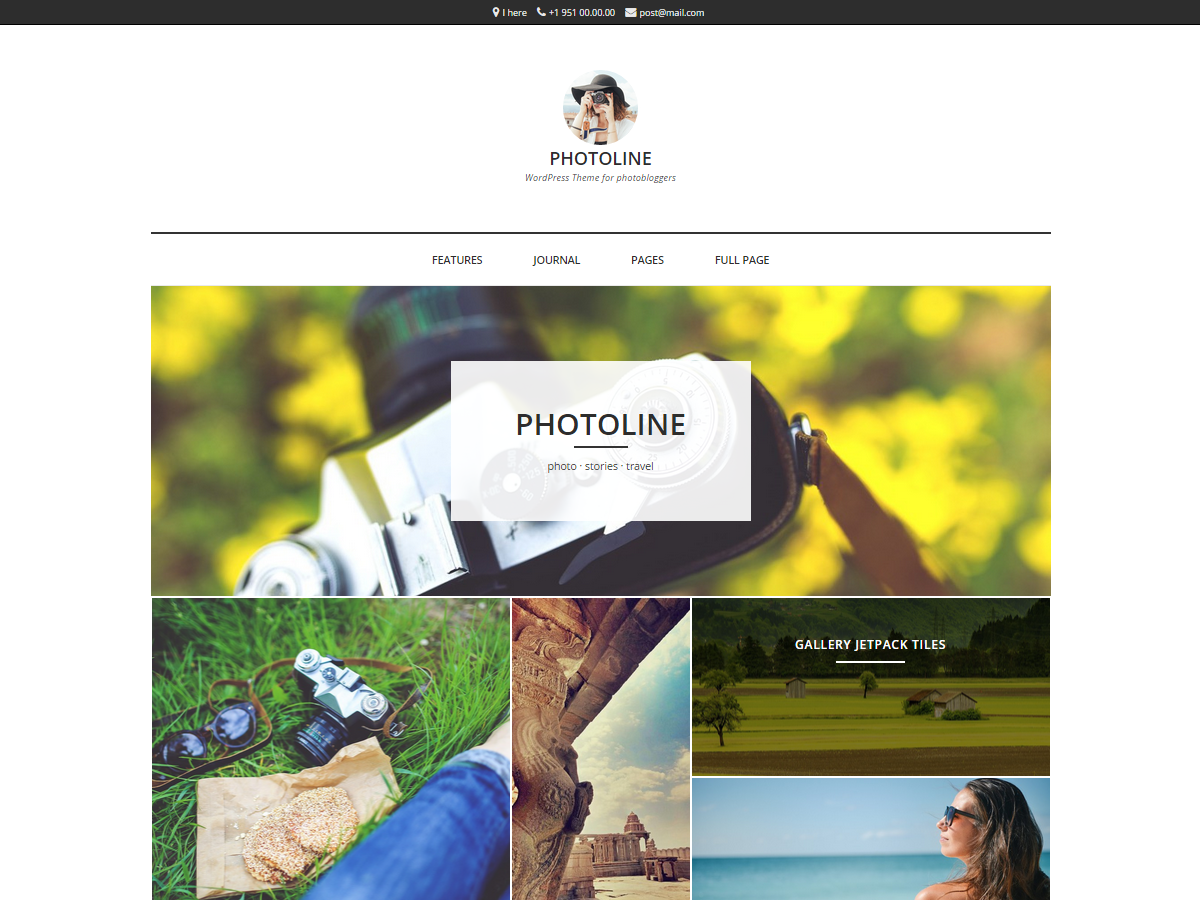 I here +1 951 00.00.00 post@mail.com
PHOTOLINE
WordPress Theme for photobloggers
FEATURES JOURNAL PAGES FULL PAGE
PHOTOLINE
photo · stories · travel
GALLERY JETPACK TILES